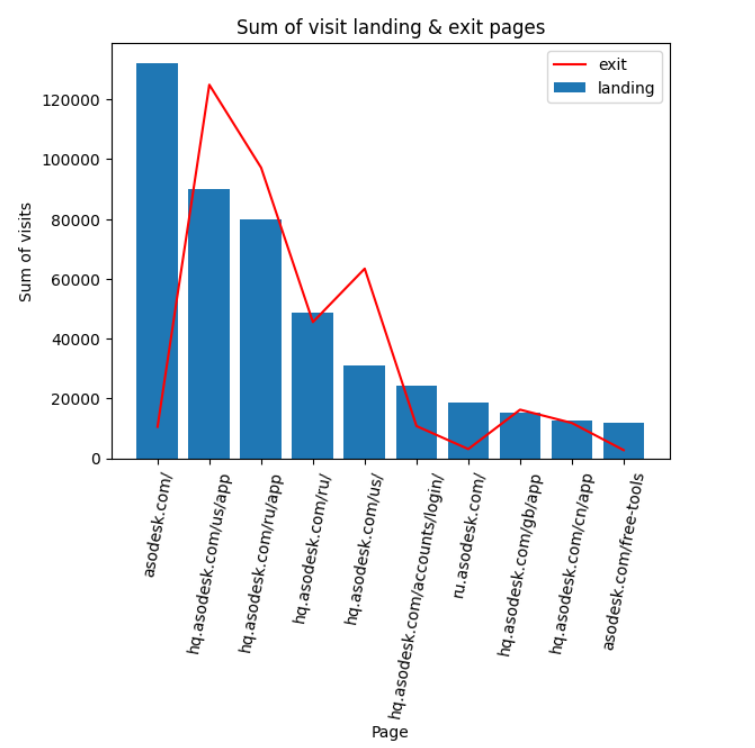 Sum of visit landing & exit pages
exit
landing
Sum of visits
120000
100000
80000
60000
40000
20000
0
asodesk.com/
hq.asodesk.com/us/app
hq.asodesk.com/ru/app
hq.asodesk.com/ru/
hq.asodesk.com/us/
hq.asodesk.com/accounts/login/
ru.asodesk.com/
hq.asodesk.com/gb/app
hq.asodesk.com/cn/app
asodesk.com/free-tools
Page